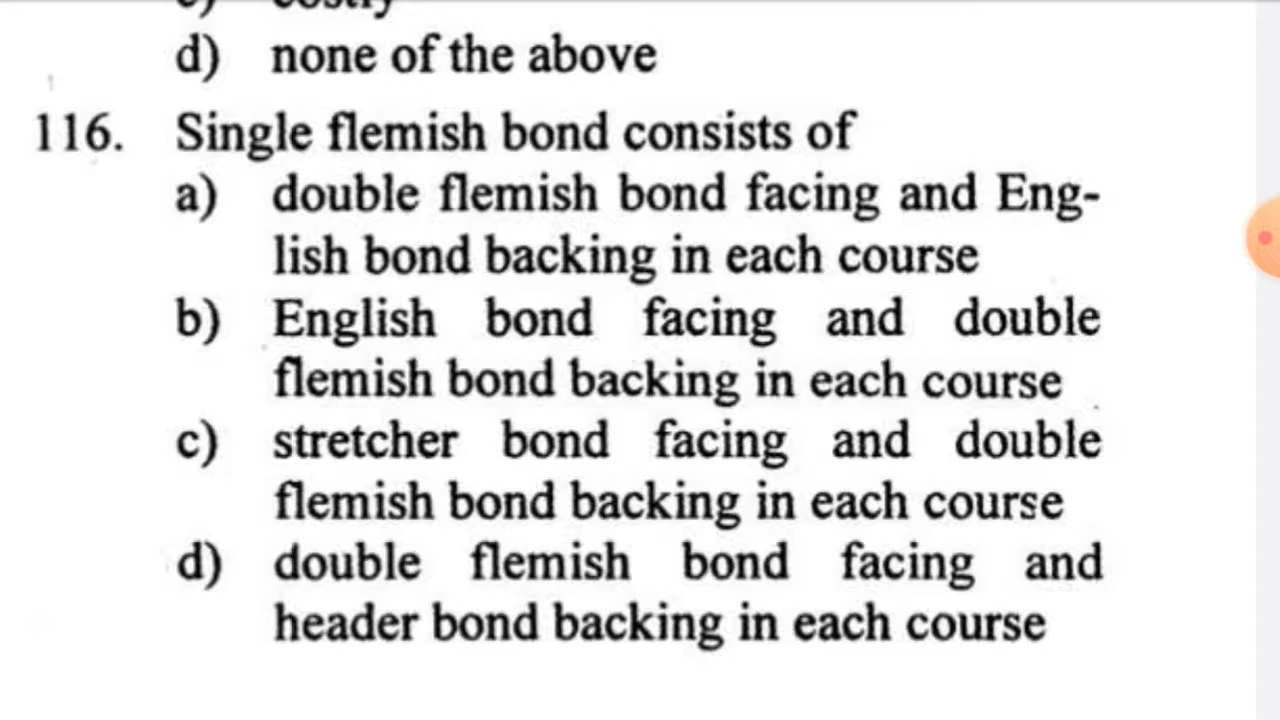 d) none of the above
116. Single flemish bond consists of
a) double flemish bond facing and Eng-
lish bond backing in each course
b) English bond facing and double
flemish bond backing in each course
c) stretcher bond facing and double
flemish bond backing in each course
d) double flemish bond facing and
header bond backing in each course